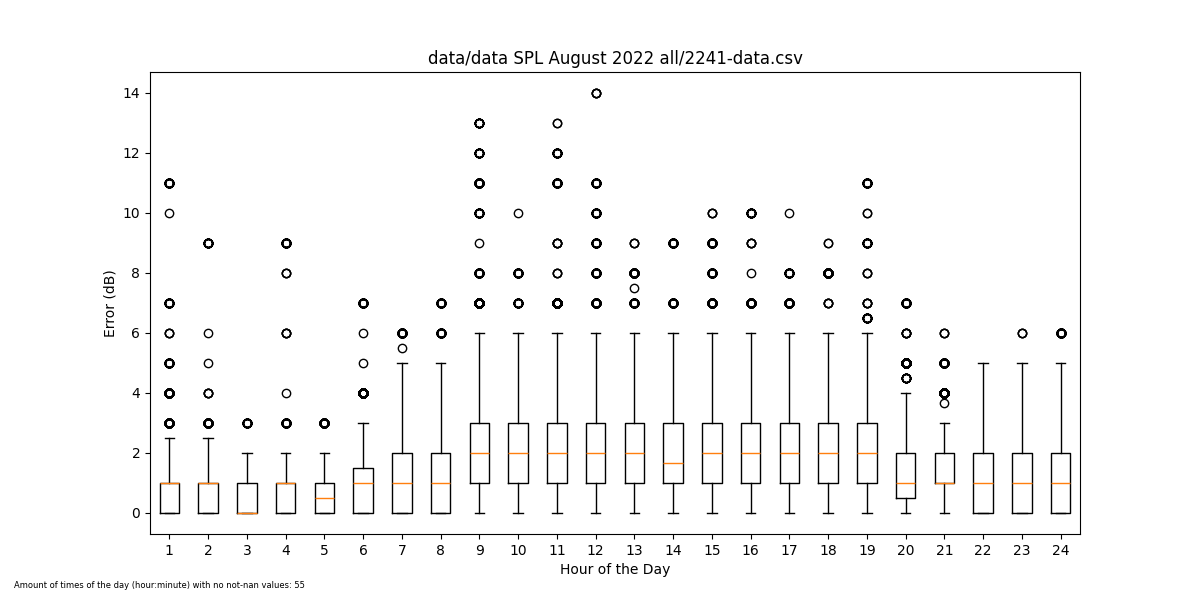 data/data SPL August 2022 all/2241-data.csv
14
12
10
8
6
4
2
0
Error (dB)
1 2 3 4 5 6 7 8 9 10 11 12 13 14 15 16 17 18 19 20 21 22 23 24
Hour of the Day
Amount of times of the day (hour:minute) with no not-nan values: 55